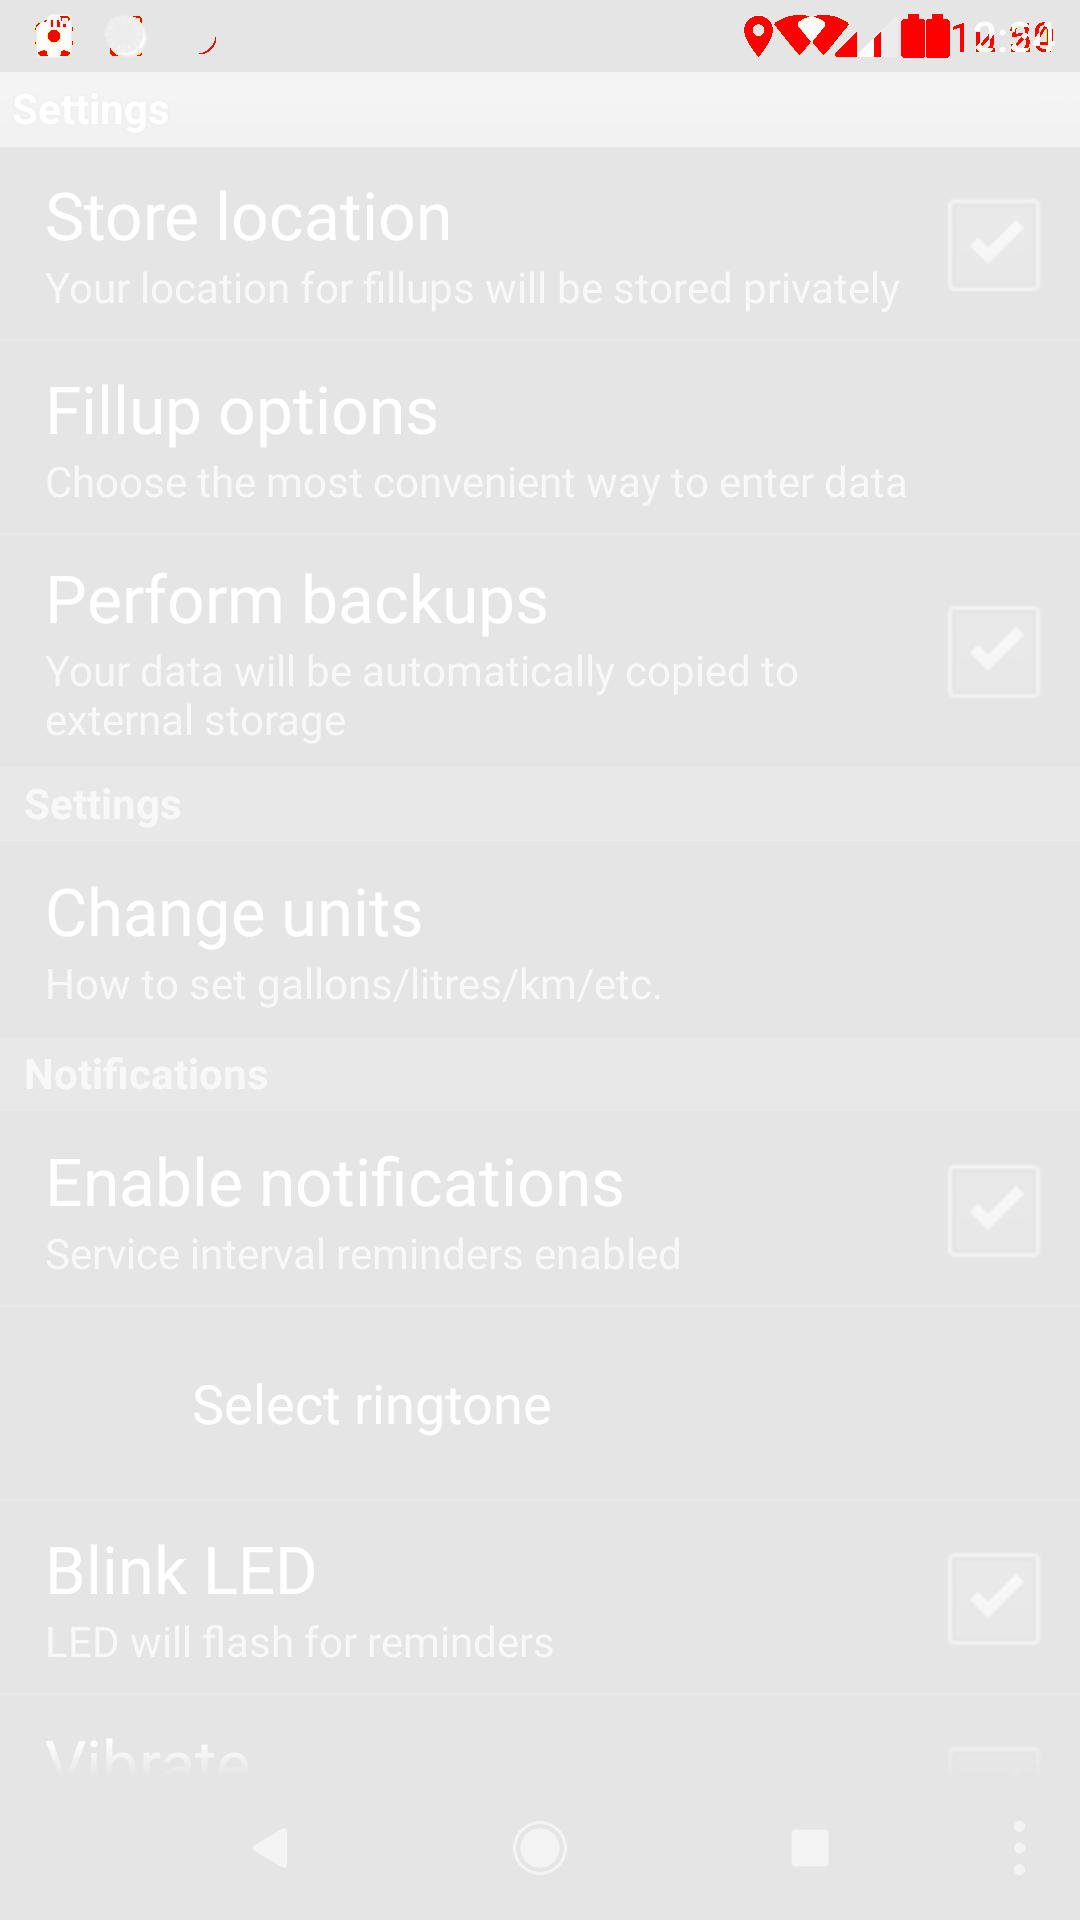 Settings
Store location
Your location for fillups will be stored privately
Fillup options
Choose the most convenient way to enter data
Perform backups
Your data will be automatically copied to
external storage
Settings
Change units
How to set gallons/litres/km/etc.
Notifications
Enable notifications
Service interval reminders enabled
Select ringtone
Blink LED
LED will flash for reminders
Vibrate